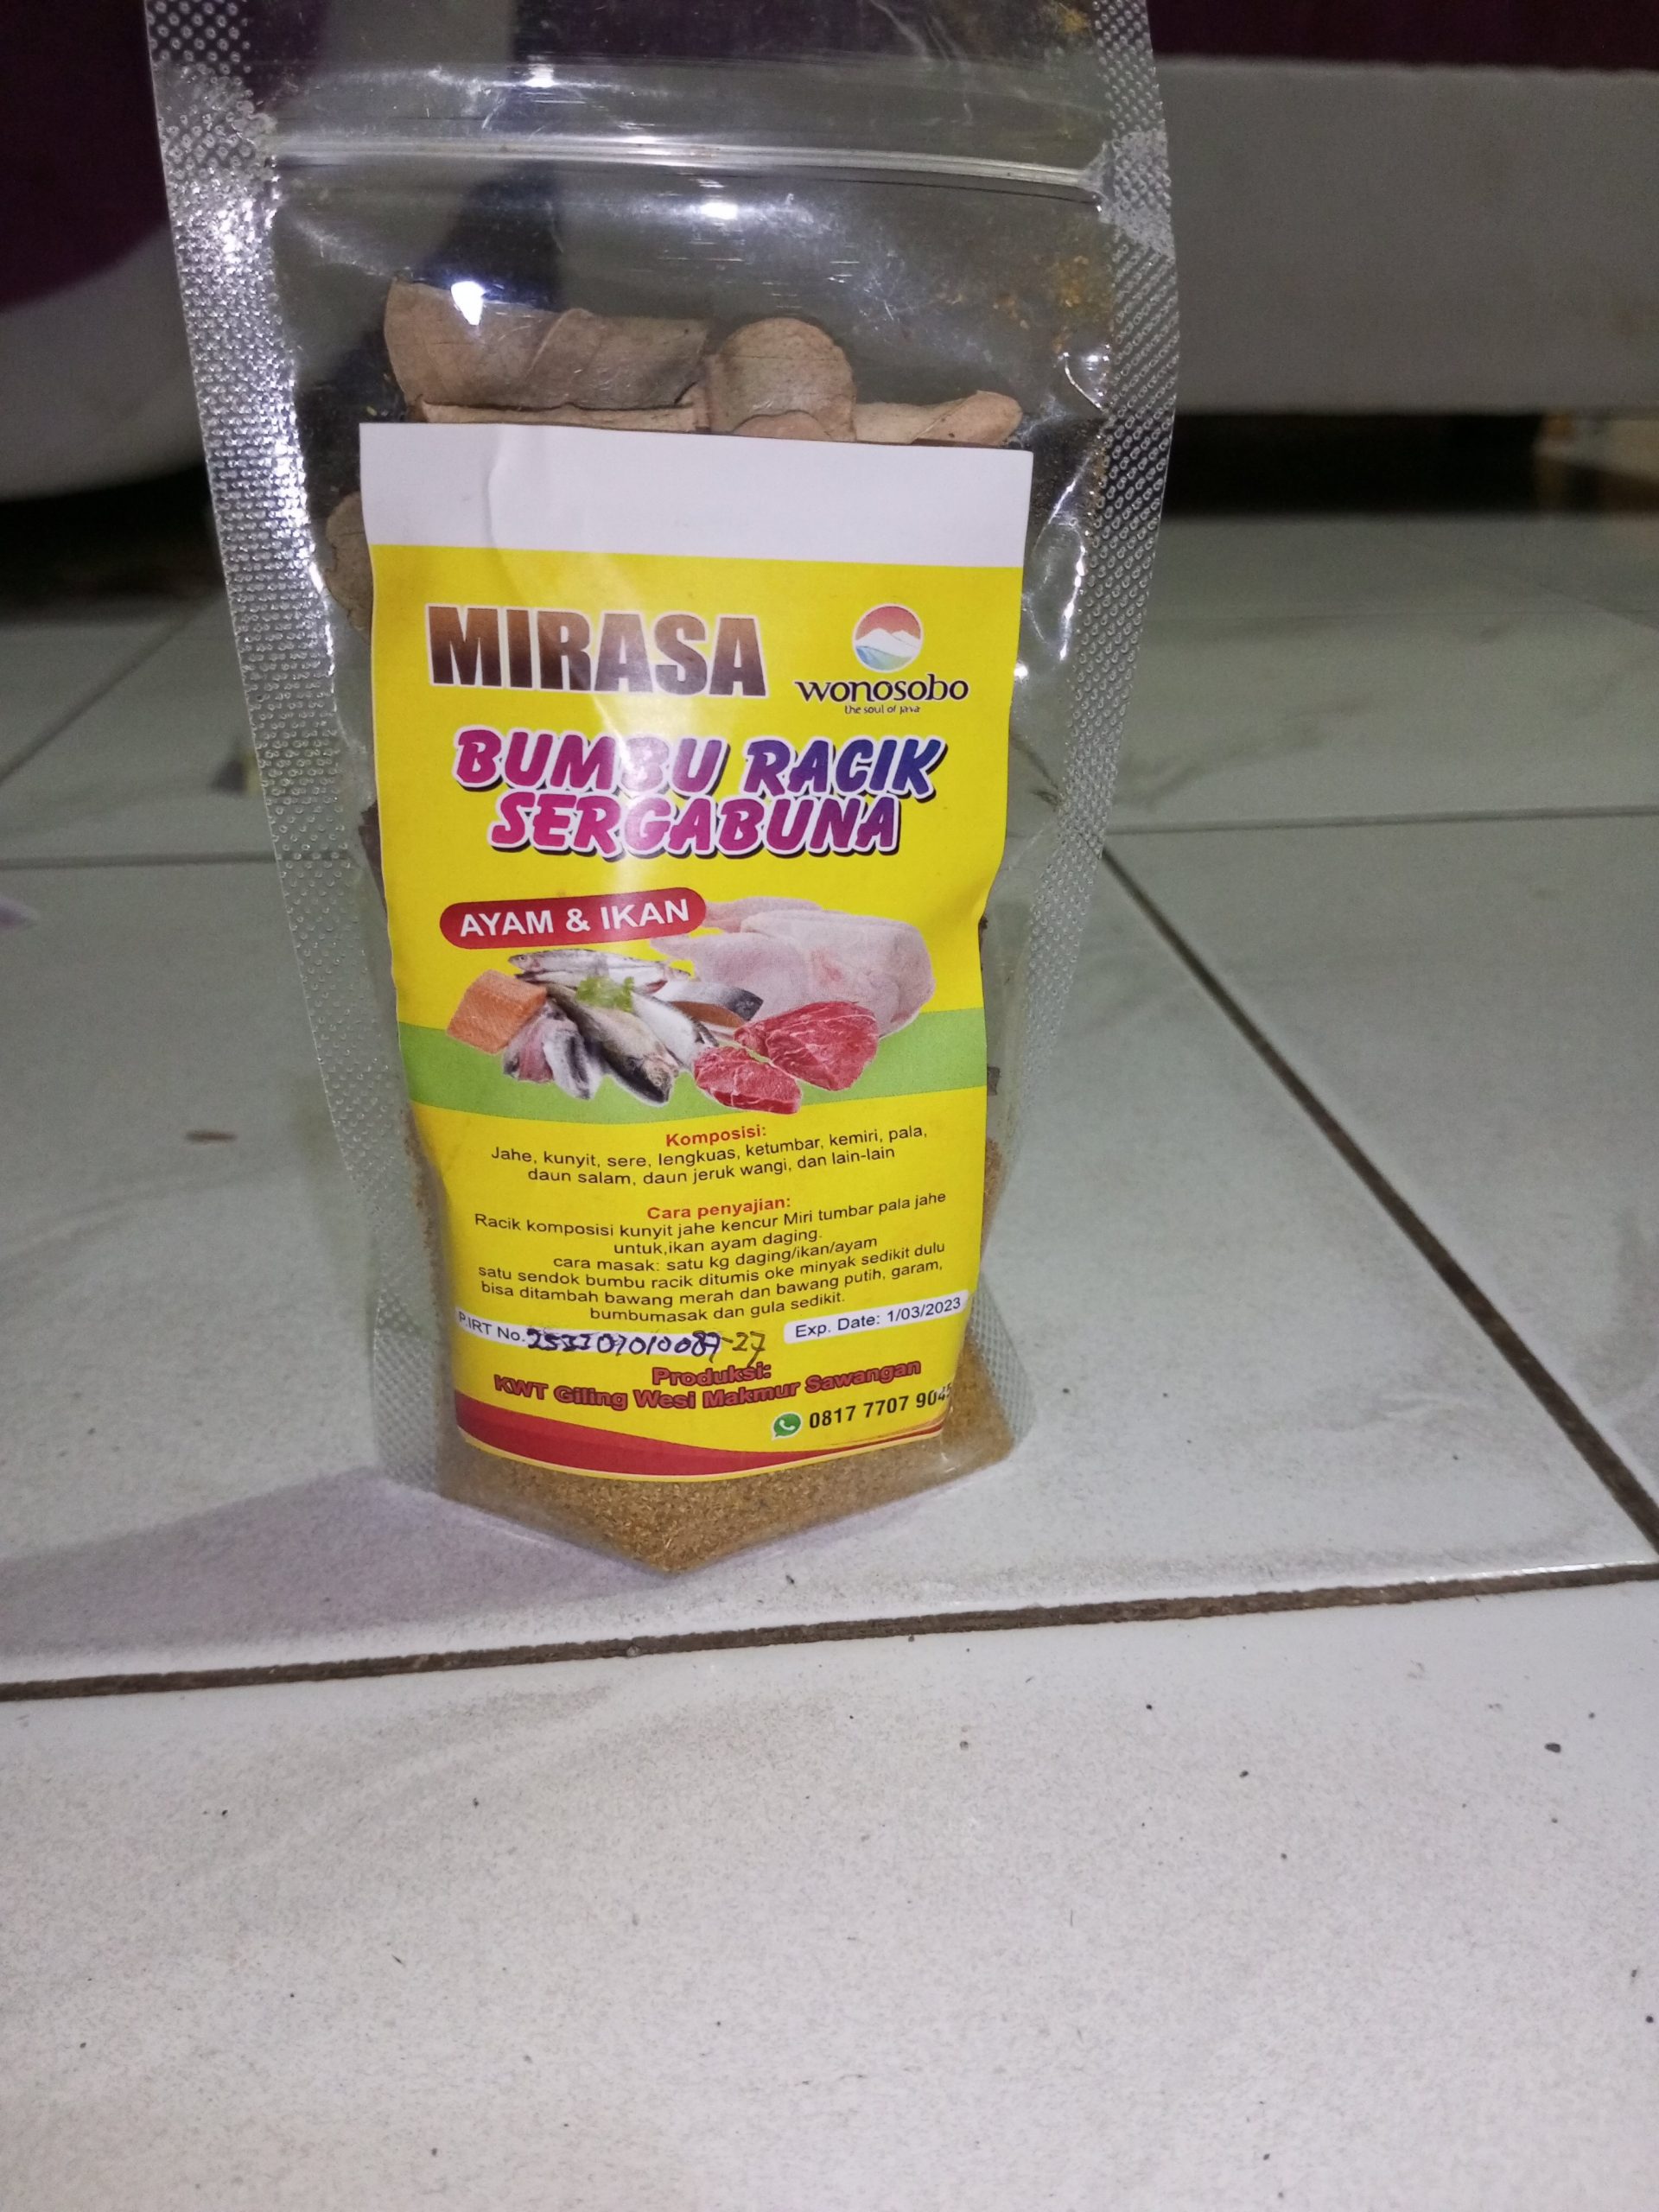 MIRASA
wonosobo
the soul of java
BUMBU RACIK
SERGABUNA
AYAM & IKAN
Komposisi:
Jahe, kunyit, sere, lengkuas, ketumbar, kemiri, pala,
daun salam, daun jeruk wangi, dan lain-lain
Cara penyajian:
Racik komposisi kunyit jahe kencur Miri tumbar pala jahe
untuk,ikan ayam daging.
cara masak: satu kg daging/ikan/ayam
satu sendok bumbu racik ditumis oke minyak sedikit dulu
bisa ditambah bawang merah dan bawang putih, garam,
bumbumasak dan gula sedikit.
P.IRT No.
Exp. Date: 1/03/2023
Produksi:
KWT Giling Wesi Makmur Sawangan
0817 7707 904